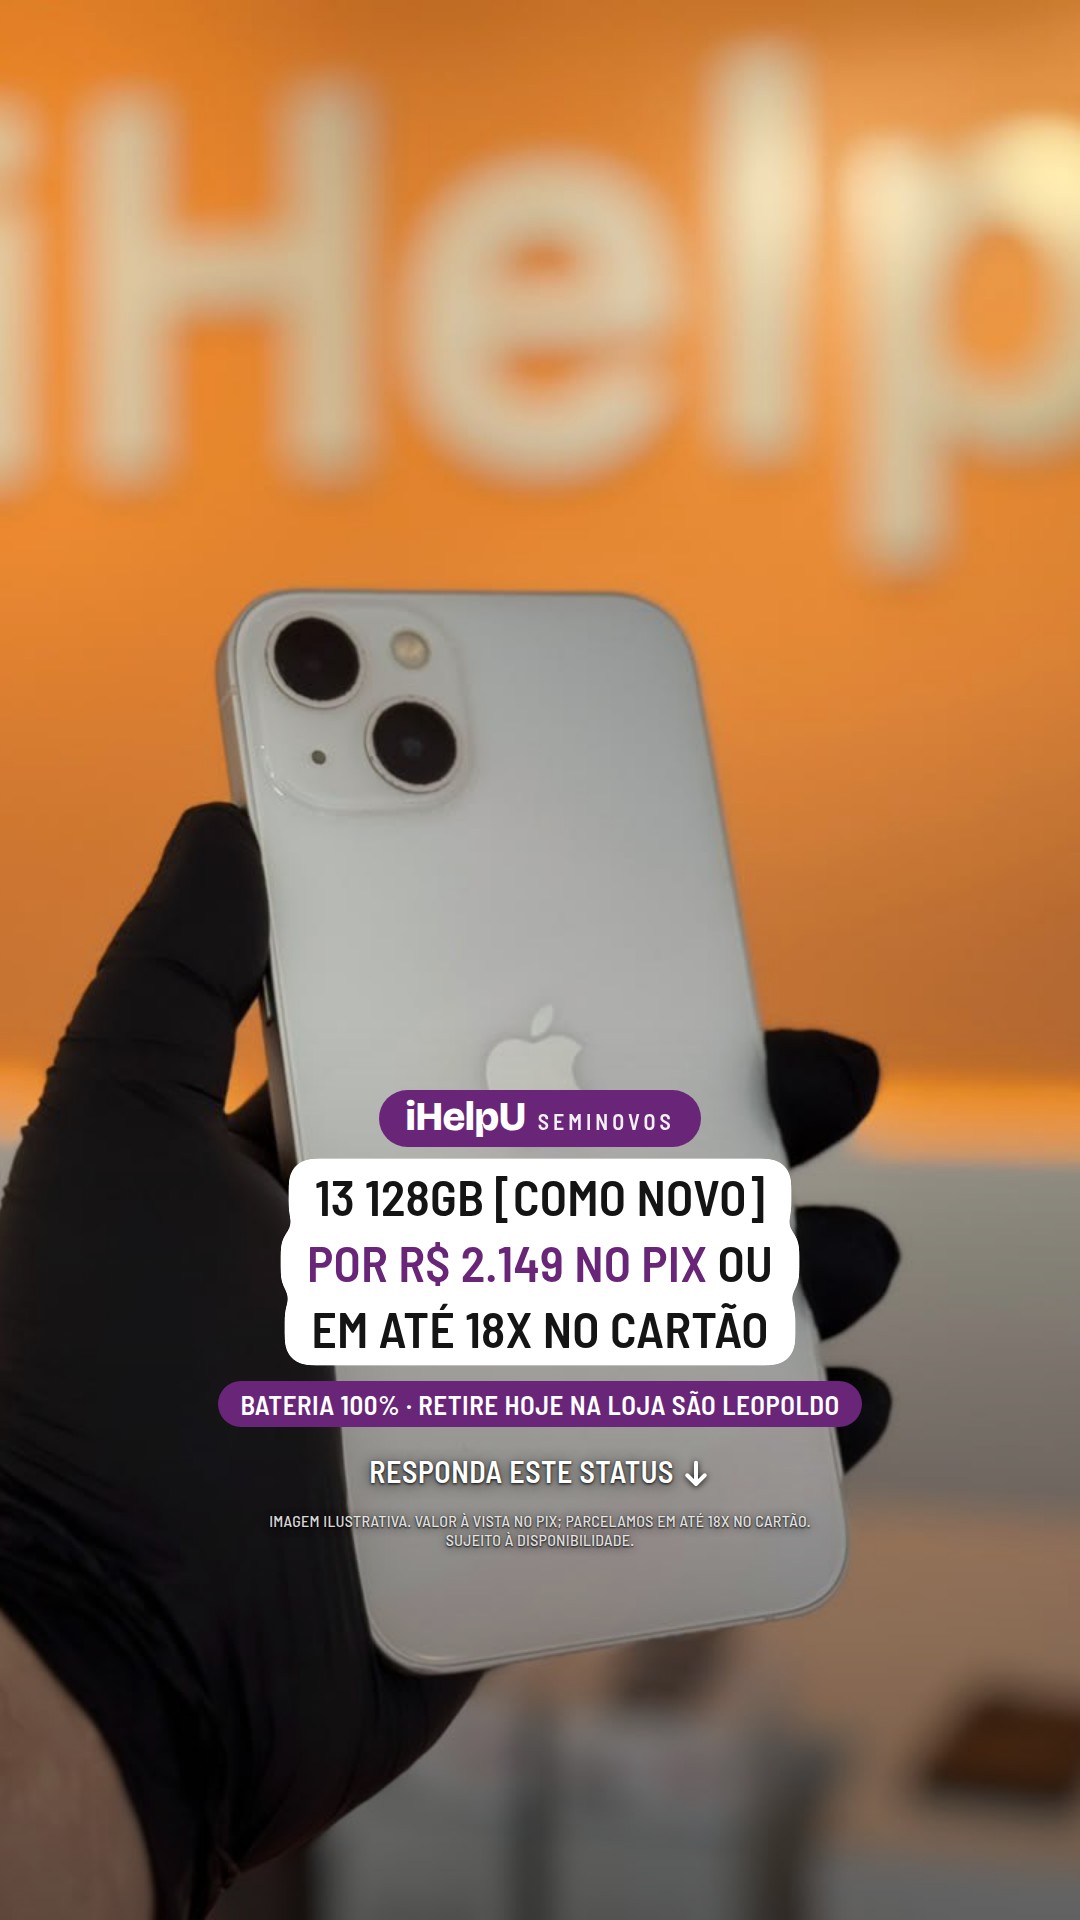 iHelp
iHelpU SEMINOVOS
13 128GB [COMO NOVO]
POR R$ 2.149 NO PIX OU
EM ATÉ 18X NO CARTÃO
BATERIA 100% · RETIRE HOJE NA LOJA SÃO LEOPOLDO
RESPONDA ESTE STATUS ↓
IMAGEM ILUSTRATIVA. VALOR À VISTA NO PIX; PARCELAMOS EM ATÉ 18X NO CARTÃO.
SUJEITO À DISPONIBILIDADE.